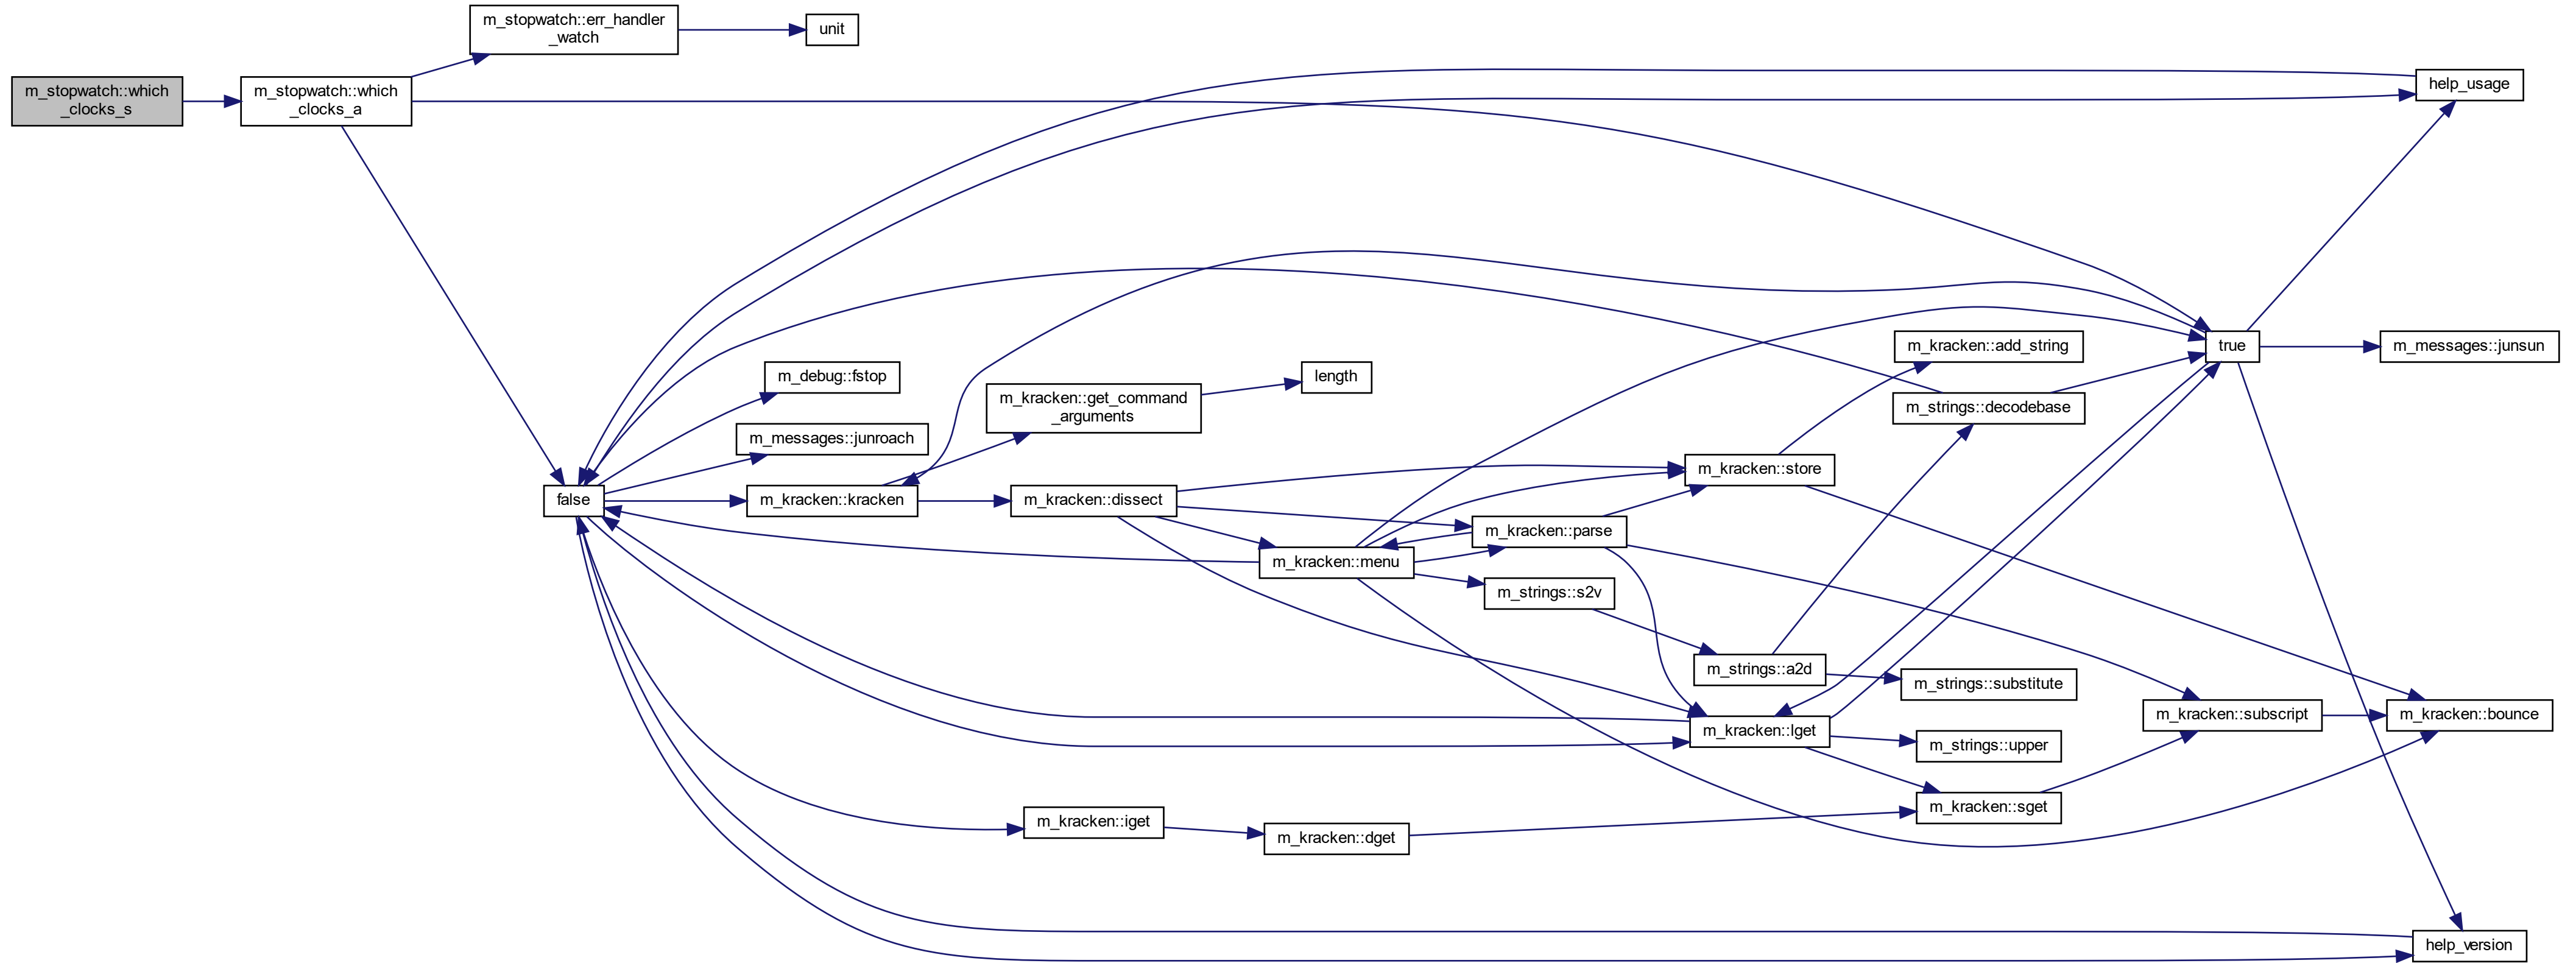 m_stopwatch::which
_clocks_s
m_stopwatch::which
_clocks_a
m_stopwatch::err_handler
_watch
unit
help_usage
false
m_debug::fstop
m_messages::junroach
m_kracken::kracken
m_kracken::get_command
_arguments
length
m_kracken::dissect
m_kracken::menu
m_kracken::parse
m_strings::s2v
m_kracken::store
m_kracken::add_string
m_strings::decodebase
true
m_messages::junsun
m_strings::a2d
m_strings::substitute
m_kracken::lget
m_strings::upper
m_kracken::subscript
m_kracken::bounce
m_kracken::sget
m_kracken::iget
m_kracken::dget
help_version